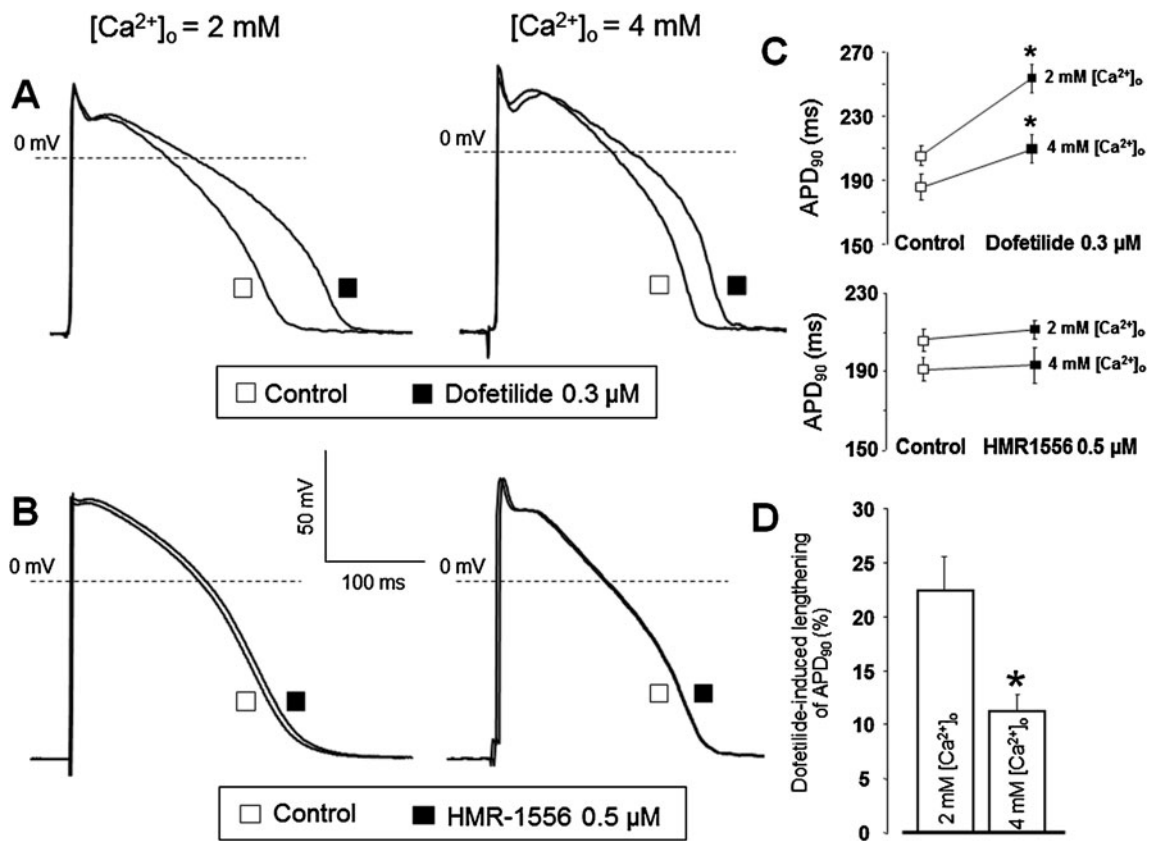 [Ca²⁺]ₒ = 2 mM
[Ca²⁺]ₒ = 4 mM
A
0 mV
0 mV
□ Control ■ Dofetilide 0.3 µM
B
0 mV
50 mV
100 ms
0 mV
□ Control ■ HMR-1556 0.5 µM
C
270
230
190
150
APD₉₀ (ms)
*
2 mM [Ca²⁺]ₒ
*
4 mM [Ca²⁺]ₒ
Control Dofetilide 0.3 µM
230
190
150
APD₉₀ (ms)
2 mM [Ca²⁺]ₒ
4 mM [Ca²⁺]ₒ
Control HMR1556 0.5 µM
D
30
25
20
15
10
5
0
Dofetilide-induced lengthening
of APD₉₀ (%)
*
2 mM [Ca²⁺]ₒ
4 mM [Ca²⁺]ₒ